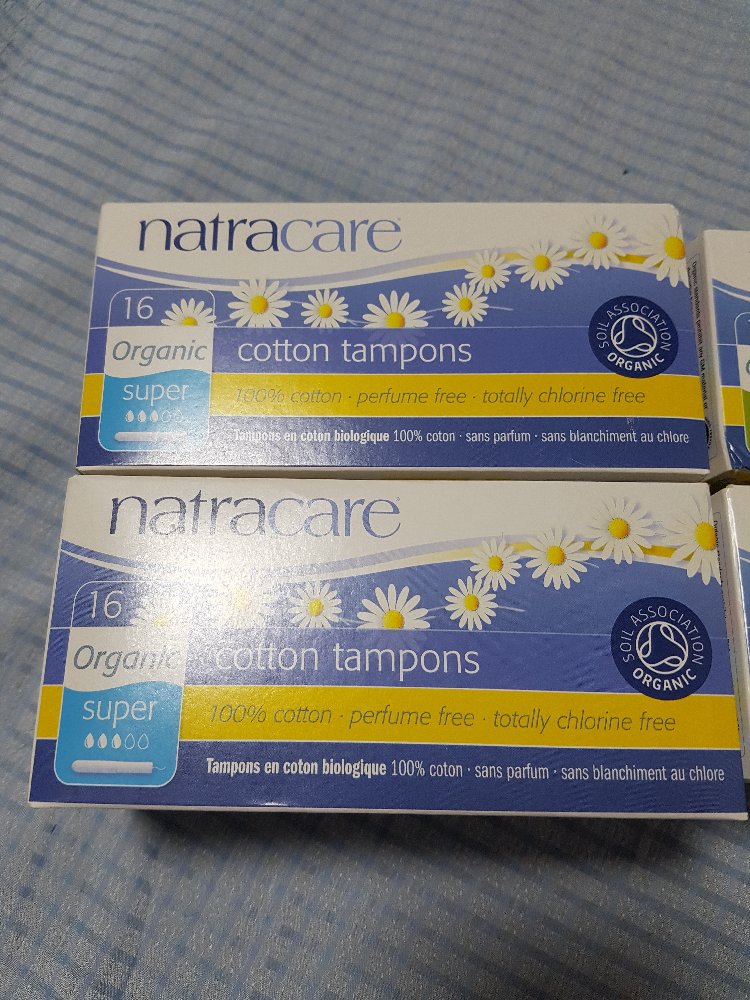 natracare
16
Organic
super
cotton tampons
SOIL ASSOCIATION
ORGANIC
100% cotton · perfume free · totally chlorine free
Tampons en coton biologique 100% coton · sans parfum · sans blanchiment au chlore
natracare
16
Organic
super
cotton tampons
SOIL ASSOCIATION
ORGANIC
100% cotton · perfume free · totally chlorine free
Tampons en coton biologique 100% coton · sans parfum · sans blanchiment au chlore